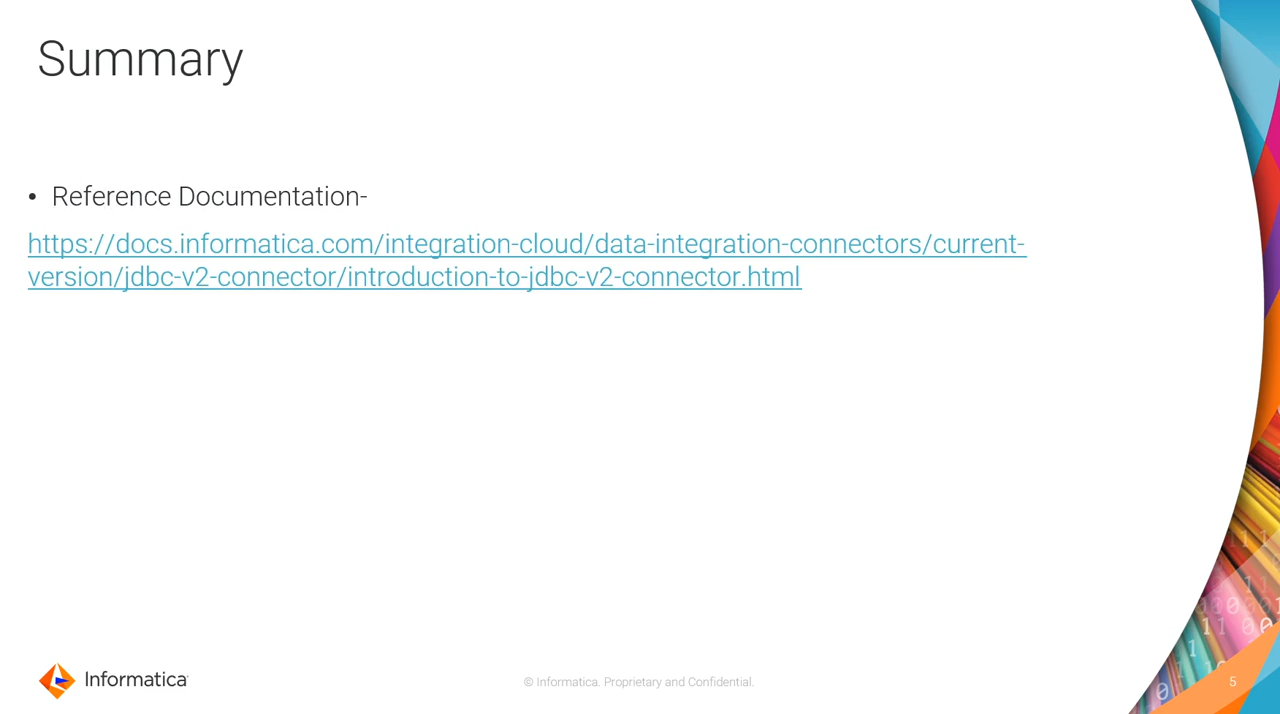 Summary
• Reference Documentation-
https://docs.informatica.com/integration-cloud/data-integration-connectors/current-
version/jdbc-v2-connector/introduction-to-jdbc-v2-connector.html
Informatica
© Informatica. Proprietary and Confidential.
5